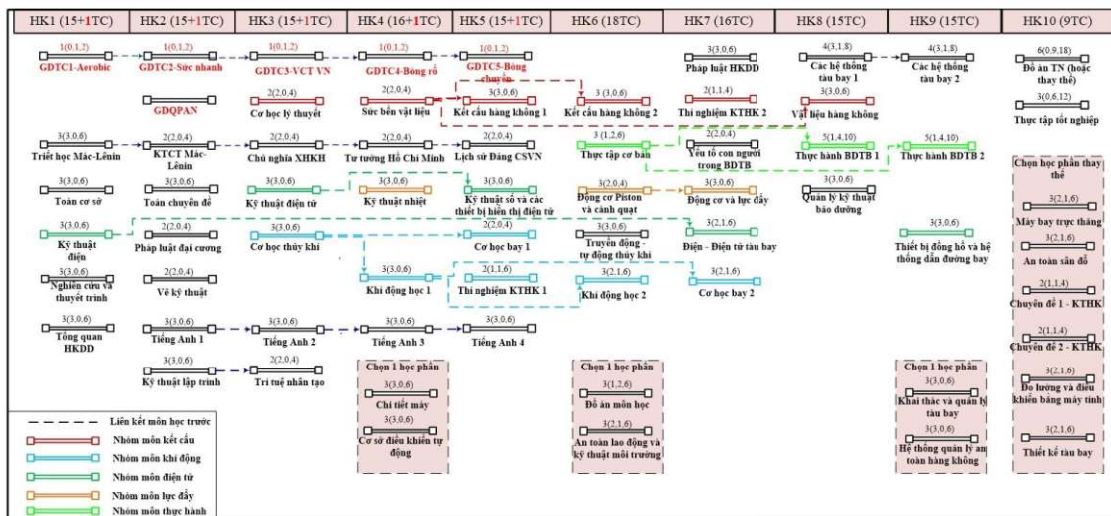 HK1 (15+1TC) HK2 (15+1TC) HK3 (15+1TC) HK4 (16+1TC) HK5 (15+1TC) HK6 (18TC) HK7 (16TC) HK8 (15TC) HK9 (15TC) HK10 (9TC)
1(0,1,2) 1(0,1,2) 1(0,1,2) 1(0,1,2) 1(0,1,2) 3(3,0,6) 4(3,1,8) 4(3,1,8) 6(0,9,18)
GDTC1-Aerobic GDTC2-Sức nhanh GDTC3-VCT VN GDTC4-Bóng rổ GDTC5-Bóng chuyền Pháp luật HKDD Các hệ thống tàu bay 1 Các hệ thống tàu bay 2 Đồ án TN (hoặc thay thế)
2(2,0,4) 2(2,0,4) 3(3,0,6) 3 (3,0,6) 2(1,1,4) 3(3,0,6) 3(0,6,12)
GDQPAN Cơ học lý thuyết Sức bền vật liệu Kết cấu hàng không 1 Kết cấu hàng không 2 Thí nghiệm KTHK 2 Vật liệu hàng không Thực tập tốt nghiệp
3(3,0,6) 2(2,0,4) 2(2,0,4) 2(2,0,4) 2(2,0,4) 3 (1,2,6) 2(2,0,4) 5(1,4,10) 5(1,4,10)
Triết học Mác-Lênin KTCT Mác-Lênin Chủ nghĩa XHKH Tư tưởng Hồ Chí Minh Lịch sử Đảng CSVN Thực tập cơ bản Yếu tố con người trong BDTB Thực hành BDTB 1 Thực hành BDTB 2 Chọn học phần thay thế
3(3,0,6) 3(3,0,6) 3(3,0,6) 3(3,0,6) 3(3,0,6) 3(2,0,4) 3(3,0,6) 3(3,0,6) 3(2,1,6)
Toán cơ sở Toán chuyên đề Kỹ thuật điện tử Kỹ thuật nhiệt Kỹ thuật số và các thiết bị hiển thị điện tử Động cơ Piston và cánh quạt Động cơ và lực đẩy Quản lý kỹ thuật bảo dưỡng Máy bay trực thăng
3(3,0,6) 2(2,0,4) 3(3,0,6) 2(2,0,4) 3(3,0,6) 3(2,1,6) 3(3,0,6) 3(2,1,6)
Kỹ thuật điện Pháp luật đại cương Cơ học thủy khí Cơ học bay 1 Truyền động - tự động thủy khí Điện - Điện tử tàu bay Thiết bị đồng hồ và hệ thống dẫn đường bay An toàn sân đỗ
3(3,0,6) 2(2,0,4) 3(3,0,6) 2(1,1,6) 3(2,1,6) 3(2,1,6) 2(1,1,4)
Nghiên cứu và thuyết trình Vẽ kỹ thuật Khí động học 1 Thí nghiệm KTHK 1 Khí động học 2 Cơ học bay 2 Chuyên đề 1 - KTHK
3(3,0,6) 3(3,0,6) 3(3,0,6) 3(3,0,6) 3(3,0,6) 2(1,1,4)
Tổng quan HKDD Tiếng Anh 1 Tiếng Anh 2 Tiếng Anh 3 Tiếng Anh 4 Chuyên đề 2 - KTHK
3(3,0,6) 2(2,0,4) Chọn 1 học phần Chọn 1 học phần Chọn 1 học phần 3(2,1,6)
Kỹ thuật lập trình Trí tuệ nhân tạo 3(3,0,6) 3(1,2,6) 3(3,0,6) Đo lường và điều khiển bằng máy tính
Chi tiết máy Đồ án môn học Khai thác và quản lý tàu bay
3(3,0,6) 3(2,1,6) 3(3,0,6) 3(2,1,6)
Cơ sở điều khiển tự động An toàn lao động và kỹ thuật môi trường Hệ thống quản lý an toàn hàng không Thiết kế tàu bay
Liên kết môn học trước
Nhóm môn kết cấu
Nhóm môn khí động
Nhóm môn điện tử
Nhóm môn lực đẩy
Nhóm môn thực hành